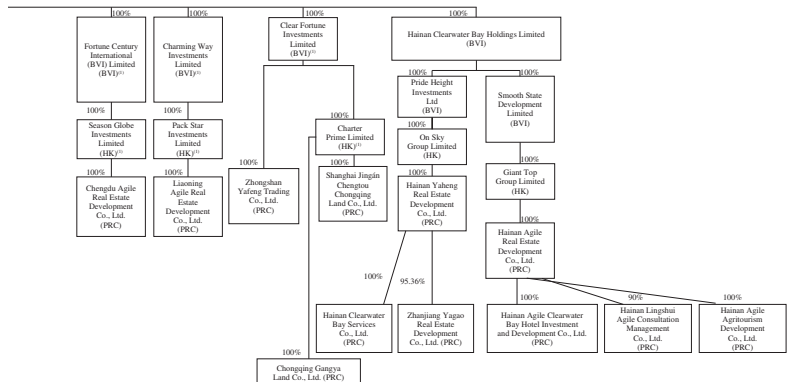 100%
100%
100%
100%
Fortune Century
International
(BVI) Limited
(BVI)⁽¹⁾
Charming Way
Investments
Limited
(BVI)⁽¹⁾
Clear Fortune
Investments
Limited
(BVI)⁽¹⁾
Hainan Clearwater Bay Holdings Limited
(BVI)
100%
100%
Pride Height
Investments
Ltd
(BVI)
Smooth State
Development
Limited
(BVI)
100%
100%
100%
100%
Season Globe
Investments
Limited
(HK)⁽¹⁾
Pack Star
Investments
Limited
(HK)⁽¹⁾
Charter
Prime Limited
(HK)⁽¹⁾
On Sky
Group Limited
(HK)
100%
100%
100%
100%
100%
100%
Chengdu Agile
Real Estate
Development
Co., Ltd.
(PRC)
Liaoning
Agile Real
Estate
Development
Co., Ltd.
(PRC)
Zhongshan
Yafeng Trading
Co., Ltd.
(PRC)
Shanghai Jingán
Chengtou
Chongqing
Land Co., Ltd.
(PRC)
Hainan Yaheng
Real Estate
Development
Co., Ltd.
(PRC)
Giant Top
Group Limited
(HK)
100%
Hainan Agile
Real Estate
Development
Co., Ltd.
(PRC)
100%
95.36%
100%
90%
100%
Hainan Clearwater
Bay Services
Co., Ltd.
(PRC)
Zhanjiang Yagao
Real Estate
Development
Co., Ltd. (PRC)
Hainan Agile Clearwater
Bay Hotel Investment
and Development Co., Ltd.
(PRC)
Hainan Lingshui
Agile Consultation
Management
Co., Ltd.
(PRC)
Hainan Agile
Agritourism
Development
Co., Ltd.
(PRC)
100%
Chongqing Gangya
Land Co., Ltd. (PRC)